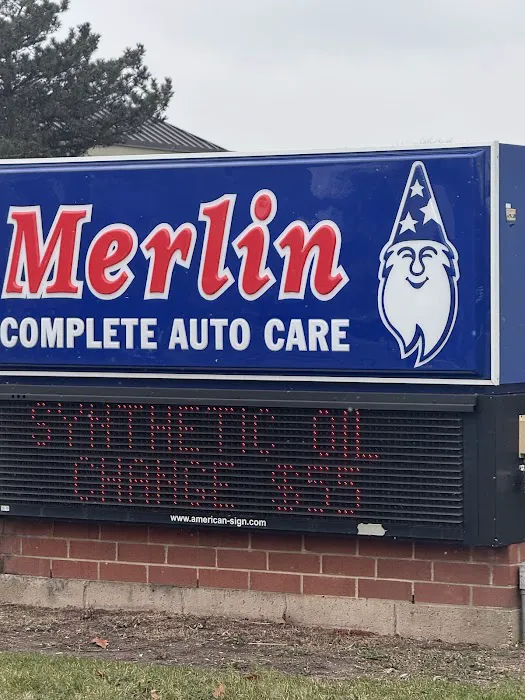 Merlin
COMPLETE AUTO CARE
SYNTHETIC OIL
CHANGE $55
www.american-sign.com